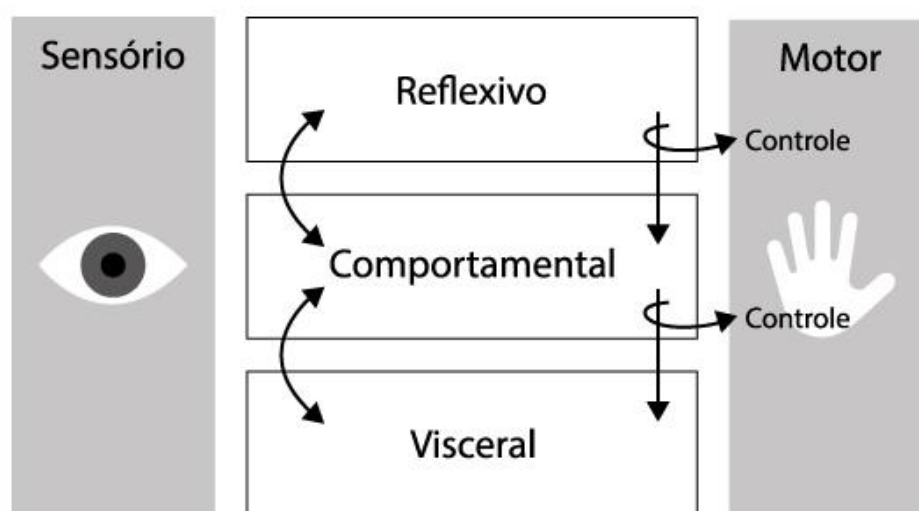 Sensório
Reflexivo
Motor
Controle
Comportamental
Controle
Visceral